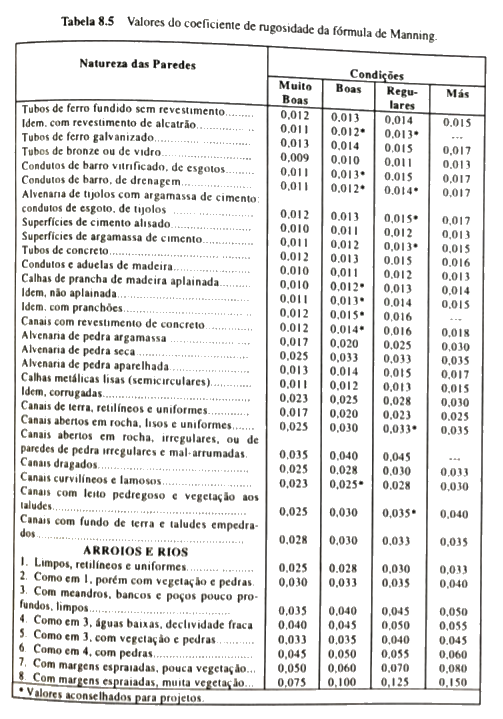 Tabela 8.5 Valores do coeficiente de rugosidade da fórmula de Manning.
Natureza das Paredes Condições
Muito Boas Boas Regu- Más
lares
Tubos de ferro fundido sem revestimento......... 0,012 0,013 0,014 0,015
Idem. com revestimento de alcatrão............... 0,011 0,012* 0,013* ---
Tubos de ferro galvanizado............... 0,013 0,014 0,015 0,017
Tubos de bronze ou de vidro............... 0,009 0.010 0,011 0,013
Condutos de barro vitrificado, de esgotos......... 0,011 0,013* 0,015 0,017
Condutos de barro, de drenagem............... 0,011 0,012* 0,014* 0,017
Alvenaria de tijolos com argamassa de cimento:
condutos de esgoto, de tijolos ............... 0,012 0,013 0,015* 0,017
Superfícies de cimento alisado............... 0,010 0,011 0,012 0,013
Superfícies de argamassa de cimento............... 0,011 0,012 0,013* 0,015
Tubos de concreto............... 0,012 0,013 0,015 0,016
Condutos e aduelas de madeira............... 0,010 0,011 0,012 0,013
Calhas de prancha de madeira aplainada......... 0,010 0,012* 0,013 0,014
Idem, não aplainada............... 0,011 0,013* 0,014 0,015
Idem. com pranchões............... 0,012 0,015* 0,016 ---
Canais com revestimento de concreto............... 0,012 0,014* 0,016 0,018
Alvenaria de pedra argamassa ............... 0,017 0,020 0,025 0,030
Alvenaria de pedra seca ............... 0,025 0,033 0,033 0,035
Alvenaria de pedra aparelhada ............... 0,013 0,014 0,015 0,017
Calhas metálicas lisas (semicirculares)......... 0,011 0,012 0,013 0,015
Idem, corrugadas............... 0,023 0,025 0,028 0,030
Canais de terra, retilíneos e uniformes............ 0,017 0,020 0,023 0,025
Canais abertos em rocha, lisos e uniformes....... 0,025 0,030 0,033* 0,035
Canais abertos em rocha, irregulares, ou de
paredes de pedra irregulares e mal-arrumadas. 0,035 0,040 0,045 ---
Canais dragados............... 0,025 0.028 0,030 0,033
Canais curvilíneos e lamosos............... 0,023 0,025* 0.028 0,030
Canais com leito pedregoso e vegetação aos
taludes............... 0,025 0,030 0,035* 0,040
Canais com fundo de terra e taludes empedra-
dos............... 0,028 0,030 0,033 0,035
ARROIOS E RIOS
1. Limpos, retilíneos e uniformes............... 0,025 0,028 0,030 0,033
2. Como em 1, porém com vegetação e pedras. 0,030 0,033 0,035 0,040
3. Com meandros, bancos e poços pouco pro-
fundos, limpos............... 0,035 0,040 0,045 0,050
4. Como em 3, águas baixas, declividade fraca 0,040 0,045 0,050 0,055
5. Como em 3, com vegetação e pedras......... 0,033 0,035 0,040 0,045
6. Como em 4, com pedras............... 0,045 0,050 0,055 0,060
7. Com margens espraiadas, pouca vegetação... 0,050 0,060 0,070 0,080
8. Com margens espraiadas, muita vegetação... 0,075 0,100 0,125 0,150
* Valores aconselhados para projetos.